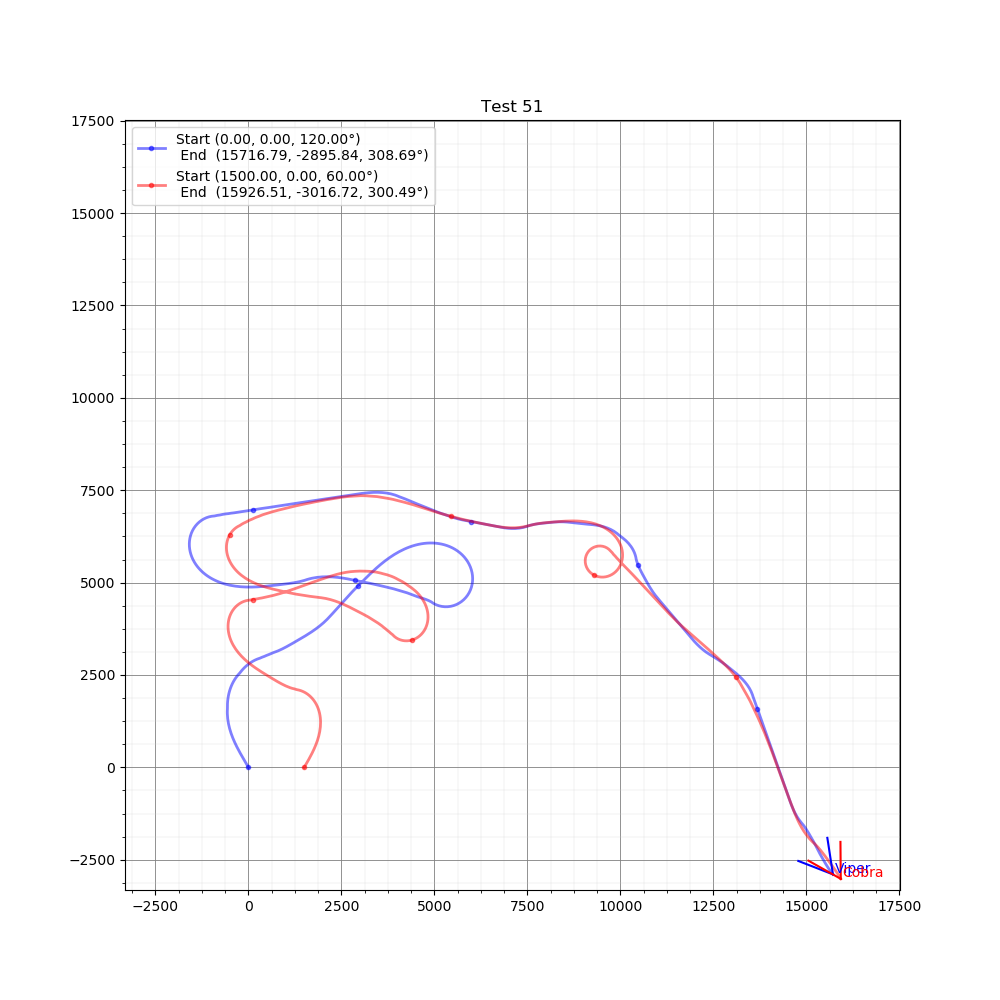 Test 51
Start (0.00, 0.00, 120.00°)
End (15716.79, -2895.84, 308.69°)
Start (1500.00, 0.00, 60.00°)
End (15926.51, -3016.72, 300.49°)
17500
15000
12500
10000
7500
5000
2500
0
−2500
Viper
Cobra
−2500 0 2500 5000 7500 10000 12500 15000 17500